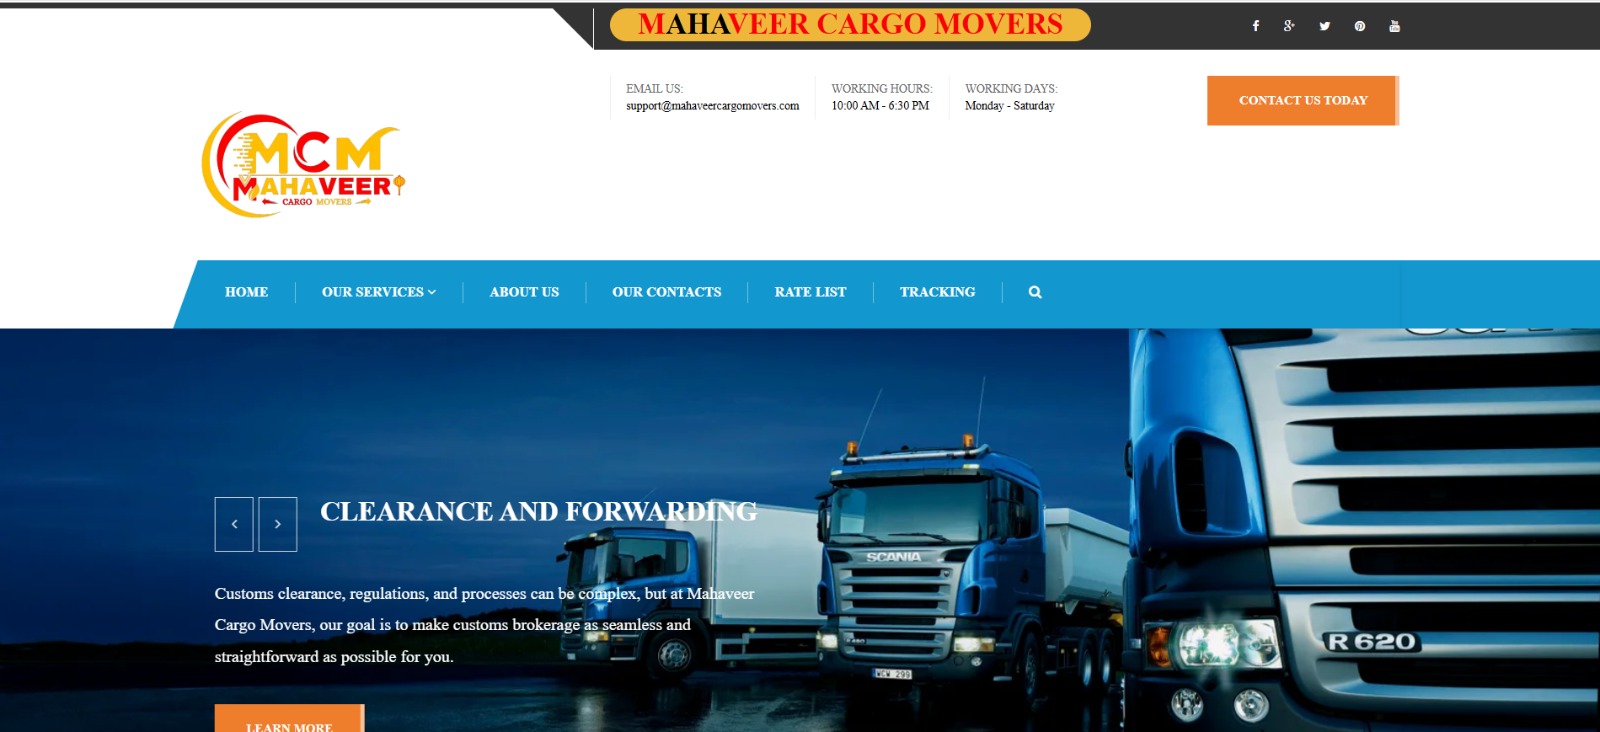 MAHAVEER CARGO MOVERS
EMAIL US:
support@mahaveercargomovers.com
WORKING HOURS:
10:00 AM - 6:30 PM
WORKING DAYS:
Monday - Saturday
CONTACT US TODAY
MCM
MAHAVEER
CARGO MOVERS
HOME
OUR SERVICES
ABOUT US
OUR CONTACTS
RATE LIST
TRACKING
CLEARANCE AND FORWARDING
Customs clearance, regulations, and processes can be complex, but at Mahaveer
Cargo Movers, our goal is to make customs brokerage as seamless and
straightforward as possible for you.
LEARN MORE
SCANIA
WCW 299
R 620